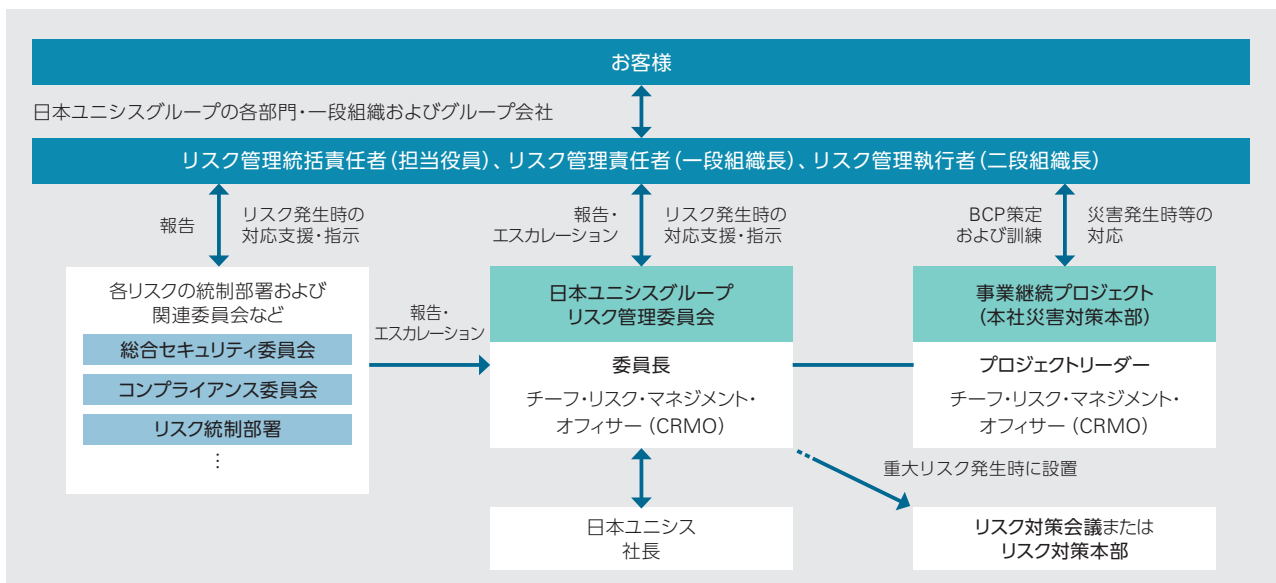 お客様
日本ユニシスグループの各部門・一段組織およびグループ会社
リスク管理統括責任者（担当役員）、リスク管理責任者（一段組織長）、リスク管理執行者（二段組織長）
報告
リスク発生時の
対応支援・指示
報告・
エスカレーション
リスク発生時の
対応支援・指示
BCP策定
および訓練
災害発生時等の
対応
各リスクの統制部署および
関連委員会など
総合セキュリティ委員会
コンプライアンス委員会
リスク統制部署
⋮
報告・
エスカレーション
日本ユニシスグループ
リスク管理委員会
委員長
チーフ・リスク・マネジメント・
オフィサー（CRMO）
事業継続プロジェクト
（本社災害対策本部）
プロジェクトリーダー
チーフ・リスク・マネジメント・
オフィサー（CRMO）
重大リスク発生時に設置
日本ユニシス
社長
リスク対策会議または
リスク対策本部